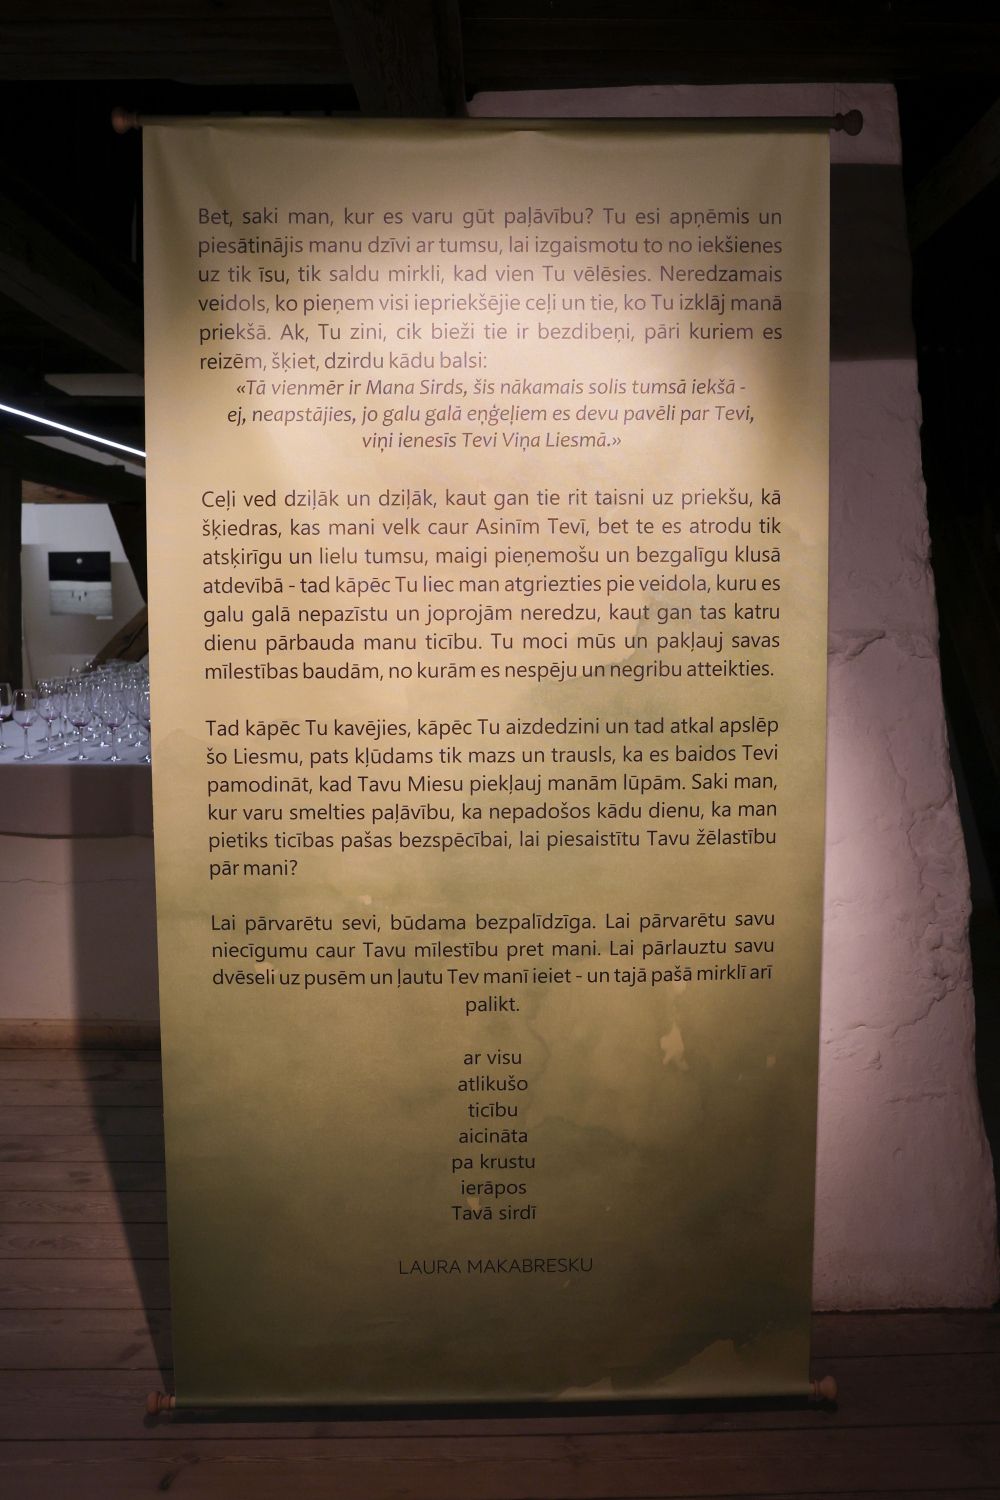 Bet, saki man, kur es varu gūt paļāvību? Tu esi apņēmis un
piesātinājis manu dzīvi ar tumsu, lai izgaismotu to no iekšienes
uz tik īsu, tik saldu mirkli, kad vien Tu vēlēsies. Neredzamais
veidols, ko pieņem visi iepriekšējie ceļi un tie, ko Tu izklāj manā
priekšā. Ak, Tu zini, cik bieži tie ir bezdibeņi, pāri kuriem es
reizēm, šķiet, dzirdu kādu balsi:
«Tā vienmēr ir Mana Sirds, šis nākamais solis tumsā iekšā -
ej, neapstājies, jo galu galā eņģeļiem es devu pavēli par Tevi,
viņi ienesīs Tevi Viņa Liesmā.»
Ceļi ved dziļāk un dziļāk, kaut gan tie rit taisni uz priekšu, kā
šķiedras, kas mani velk caur Asinīm Tevī, bet te es atrodu tik
atšķirīgu un lielu tumsu, maigi pieņemošu un bezgalīgu klusā
atdevībā - tad kāpēc Tu liec man atgriezties pie veidola, kuru es
galu galā nepazīstu un joprojām neredzu, kaut gan tas katru
dienu pārbauda manu ticību. Tu moci mūs un pakļauj savas
mīlestības baudām, no kurām es nespēju un negribu atteikties.
Tad kāpēc Tu kavējies, kāpēc Tu aizdedzini un tad atkal apslēp
šo Liesmu, pats kļūdams tik mazs un trausls, ka es baidos Tevi
pamodināt, kad Tavu Miesu piekļauj manām lūpām. Saki man,
kur varu smelties paļāvību, ka nepadošos kādu dienu, ka man
pietiks ticības pašas bezspēcībai, lai piesaistītu Tavu žēlastību
pār mani?
Lai pārvarētu sevi, būdama bezpalīdzīga. Lai pārvarētu savu
niecīgumu caur Tavu mīlestību pret mani. Lai pārlauztu savu
dvēseli uz pusēm un ļautu Tev manī ieiet - un tajā pašā mirklī arī
palikt.
ar visu
atlikušo
ticību
aicināta
pa krustu
ierāpos
Tavā sirdī
LAURA MAKABRESKU